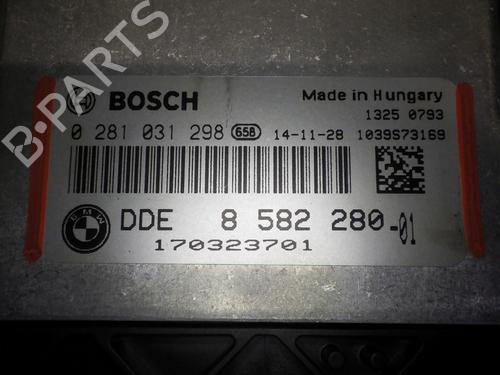 BOSCH
Made in Hungary
1325 0793
0 281 031 298 658 14-11-28 1039S73169
BMW
DDE 8 582 280-01
170323701
B-PARTS